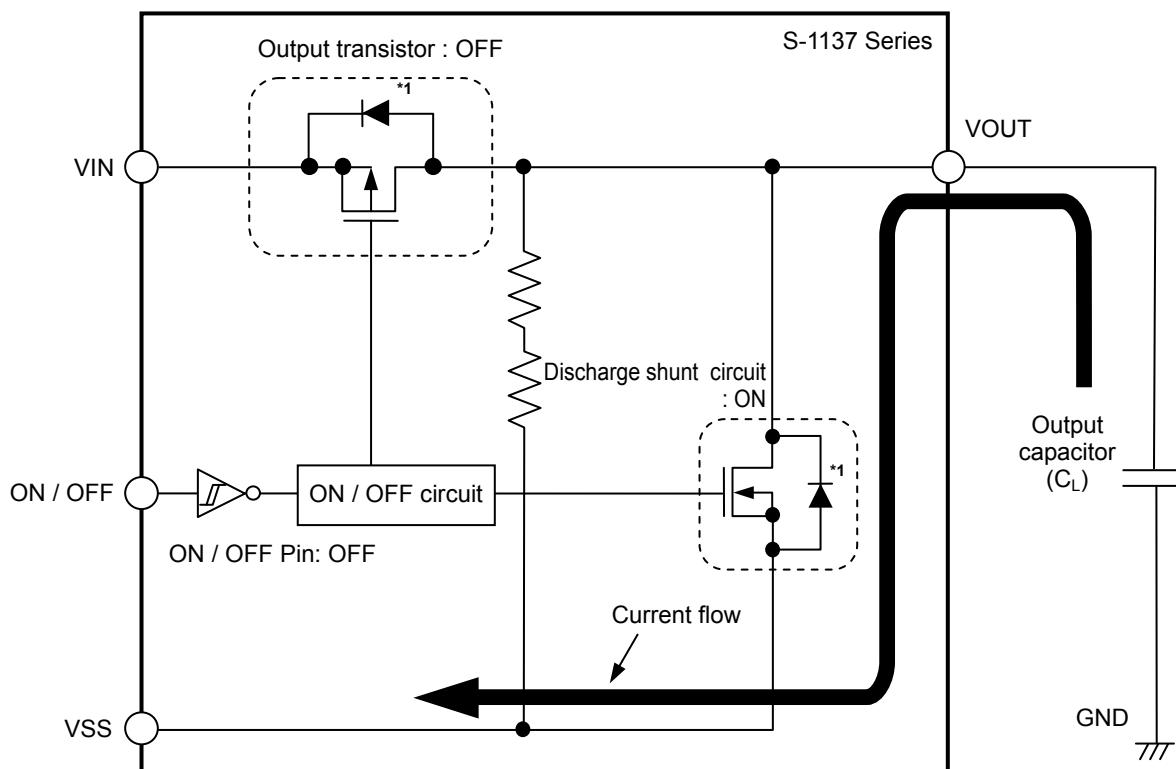 S-1137 Series
Output transistor : OFF
*1
VOUT
VIN
Discharge shunt circuit
: ON
*1
Output
capacitor
(CL)
ON / OFF
ON / OFF circuit
ON / OFF Pin: OFF
Current flow
GND
VSS